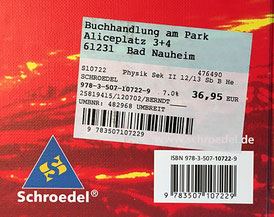 Buchhandlung am Park
Aliceplatz 3+4
61231 Bad Nauheim
S10722 Physik Sek II 12/13 Sb B He
SCHROEDEL 476490
978-3-507-10722-9 7.0% 36,95 EUR
25819415/120702/BERNDT
UMBNR: 482968 UMBREIT
9 783507 107229
Schroedel®
ISBN 978-3-507-10722-9
9 783507 107229